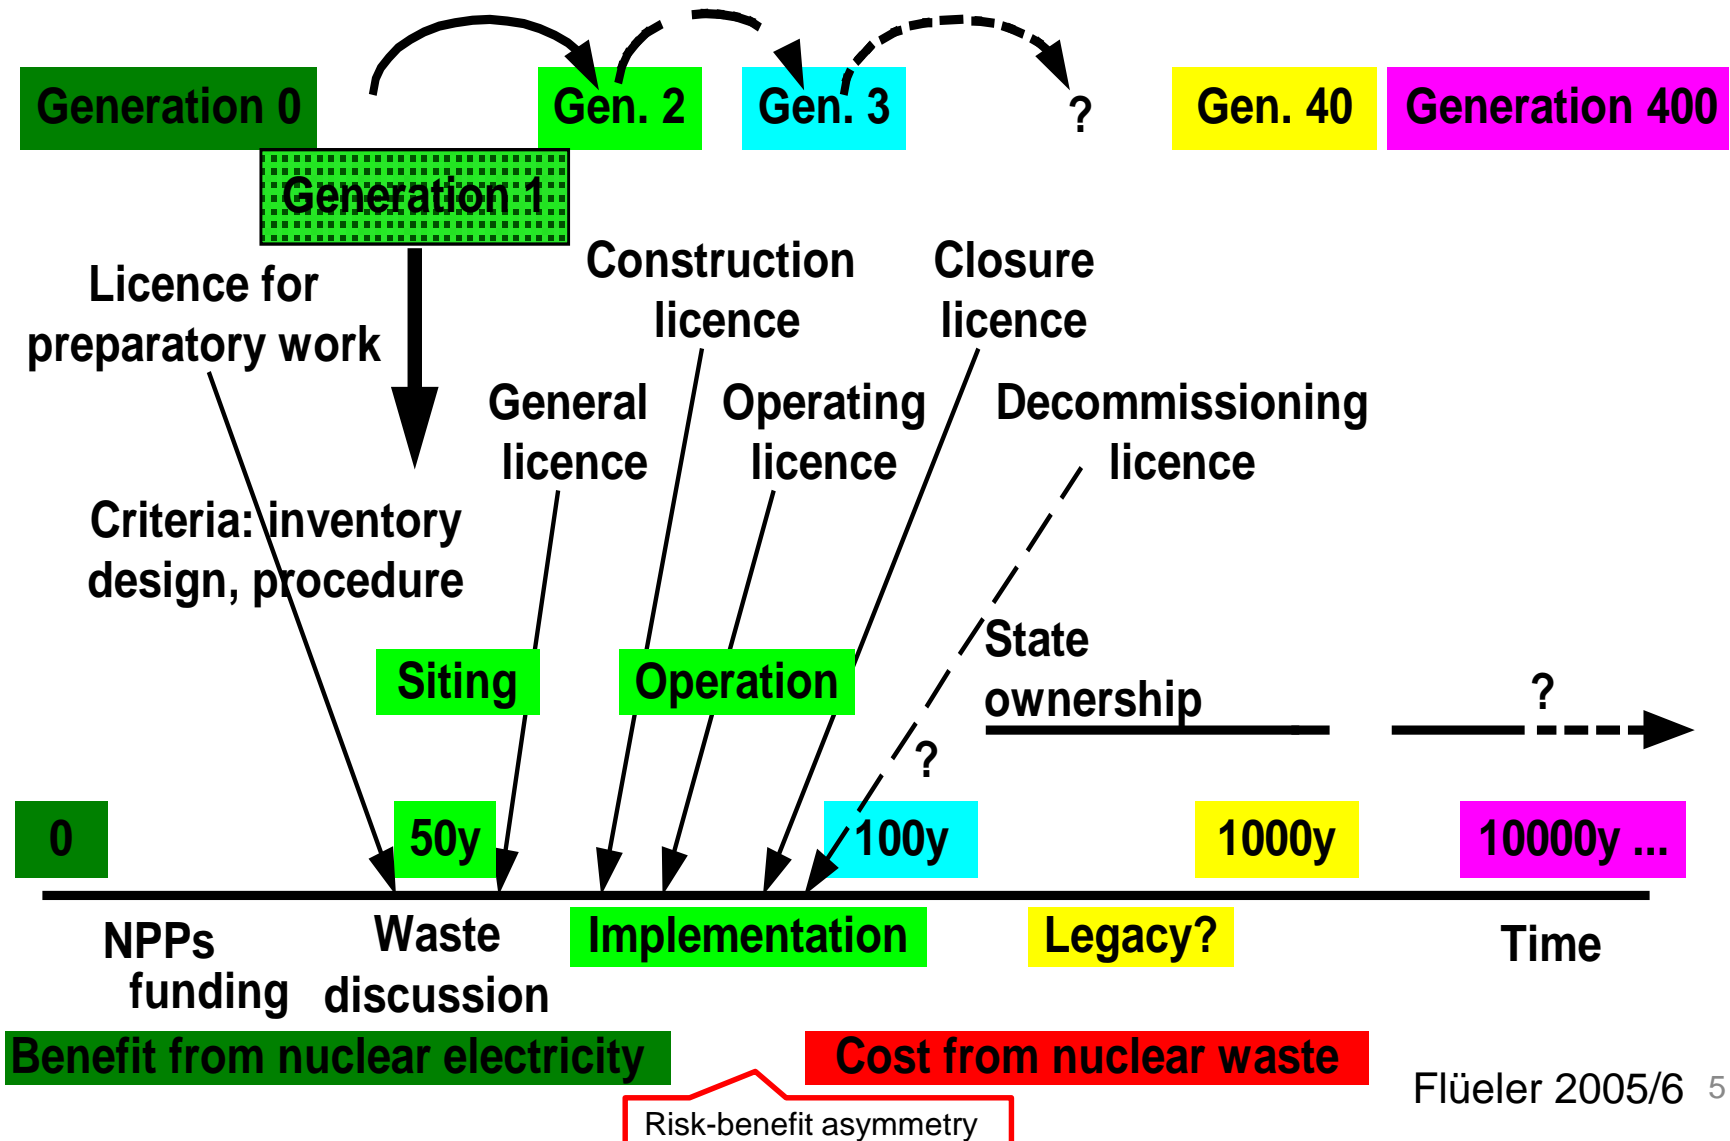 Generation 0
Gen. 2
Gen. 3
?
Gen. 40
Generation 400
Generation 1
Licence for
preparatory work
Construction
licence
Closure
licence
General
licence
Operating
licence
Decommissioning
licence
Criteria: inventory
design, procedure
Siting
Operation
State
ownership
?
?
0
50y
100y
1000y
10000y ...
NPPs
funding
Waste
discussion
Implementation
Legacy?
Time
Benefit from nuclear electricity
Cost from nuclear waste
Risk-benefit asymmetry
Flüeler 2005/6 5